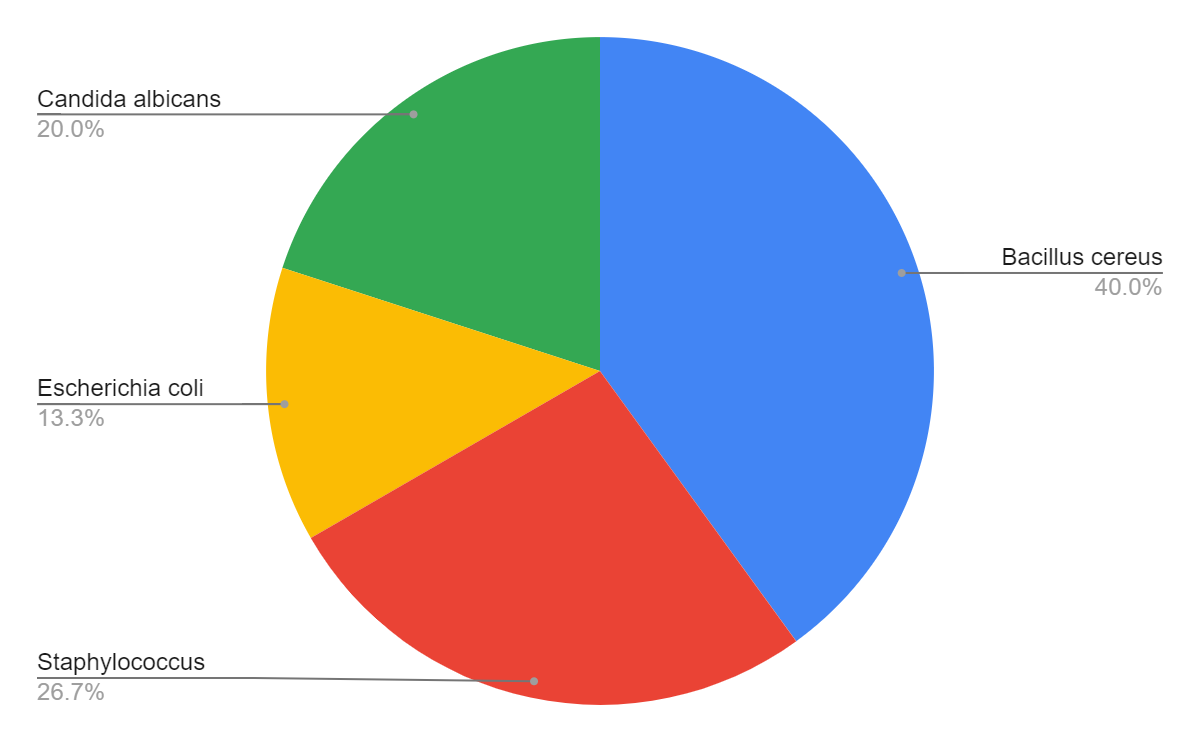 Candida albicans
20.0%
Bacillus cereus
40.0%
Escherichia coli
13.3%
Staphylococcus
26.7%